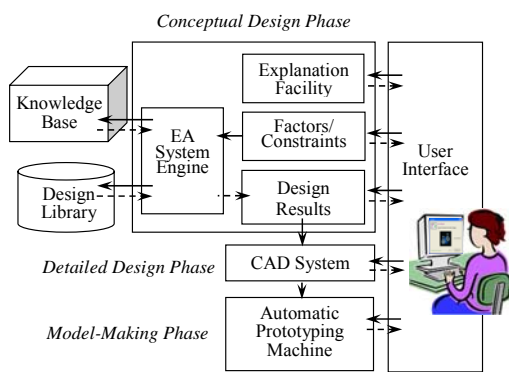 Conceptual Design Phase
Explanation
Facility
Knowledge
Base
EA
System
Engine
Factors/
Constraints
User
Interface
Design
Library
Design
Results
Detailed Design Phase
CAD System
Model-Making Phase
Automatic
Prototyping
Machine